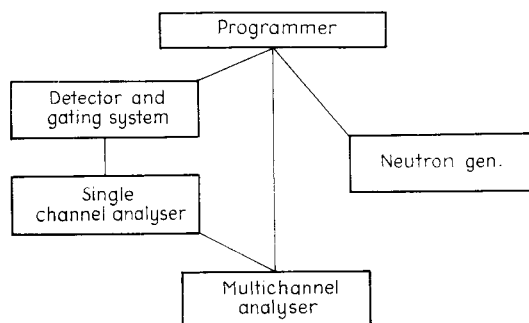 Programmer
Detector and
gating system
Neutron gen.
Single
channel analyser
Multichannel
analyser